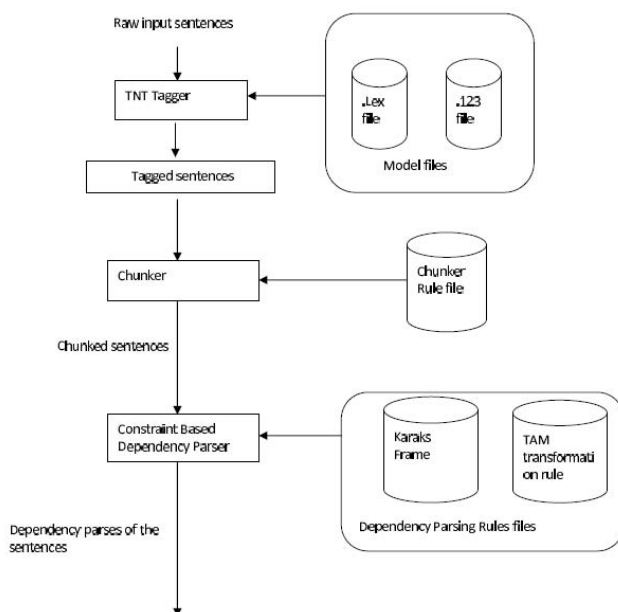 Raw input sentences
TNT Tagger
.Lex
file
.123
file
Model files
Tagged sentences
Chunker
Chunker
Rule file
Chunked sentences
Constraint Based
Dependency Parser
Karaks
Frame
TAM
transformati
on rule
Dependency Parsing Rules files
Dependency parses of the
sentences